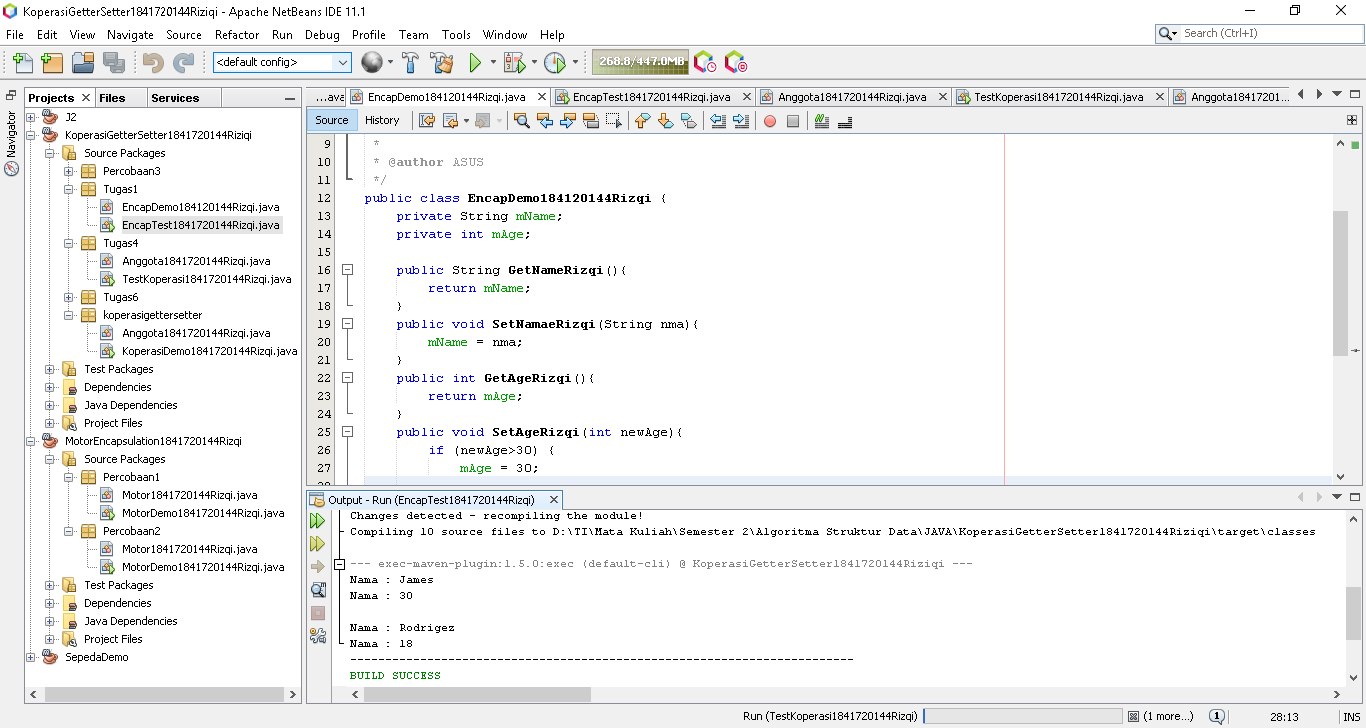 KoperasiGetterSetter1841720144Riziqi - Apache NetBeans IDE 11.1
File Edit View Navigate Source Refactor Run Debug Profile Team Tools Window Help
Search (Ctrl+I)
<default config>
268.8/447.0MB
Navigator
Projects
Files
Services
J2
KoperasiGetterSetter1841720144Riziqi
Source Packages
Percobaan3
Tugas1
EncapDemo184120144Rizqi.java
EncapTest1841720144Rizqi.java
Tugas4
Anggota1841720144Rizqi.java
TestKoperasi1841720144Rizqi.java
Tugas6
koperasigettersetter
Anggota1841720144Rizqi.java
KoperasiDemo1841720144Rizqi.java
Test Packages
Dependencies
Java Dependencies
Project Files
MotorEncapsulation1841720144Rizqi
Source Packages
Percobaan1
Motor1841720144Rizqi.java
MotorDemo1841720144Rizqi.java
Percobaan2
Motor1841720144Rizqi.java
MotorDemo1841720144Rizqi.java
Test Packages
Dependencies
Java Dependencies
Project Files
SepedaDemo
...ava EncapDemo184120144Rizqi.java EncapTest1841720144Rizqi.java Anggota1841720144Rizqi.java TestKoperasi1841720144Rizqi.java Anggota18417201...
Source History
9 *
10 * @author ASUS
11 */
12 public class EncapDemo184120144Rizqi {
13 private String mName;
14 private int mAge;
15
16 public String GetNameRizqi(){
17 return mName;
18 }
19 public void SetNamaeRizqi(String nma){
20 mName = nma;
21 }
22 public int GetAgeRizqi(){
23 return mAge;
24 }
25 public void SetAgeRizqi(int newAge){
26 if (newAge>30) {
27 mAge = 30;
Output - Run (EncapTest1841720144Rizqi)
Changes detected - recompiling the module!
Compiling 10 source files to D:\TI\Mata Kuliah\Semester 2\Algoritma Struktur Data\JAVA\KoperasiGetterSetter1841720144Riziqi\target\classes
--- exec-maven-plugin:1.5.0:exec (default-cli) @ KoperasiGetterSetter1841720144Riziqi ---
Nama : James
Nama : 30
Nama : Rodrigez
Nama : 18
------------------------------------------------------------------------
BUILD SUCCESS
Run (TestKoperasi1841720144Rizqi) (1 more...) 1 28:13 INS